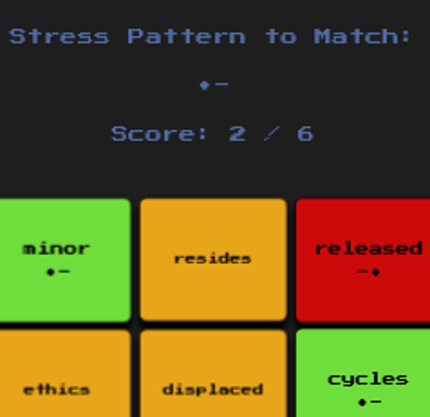 Stress Pattern to Match:
♦–
Score: 2 / 6
minor resides released
♦– –♦
ethics displaced cycles
♦–